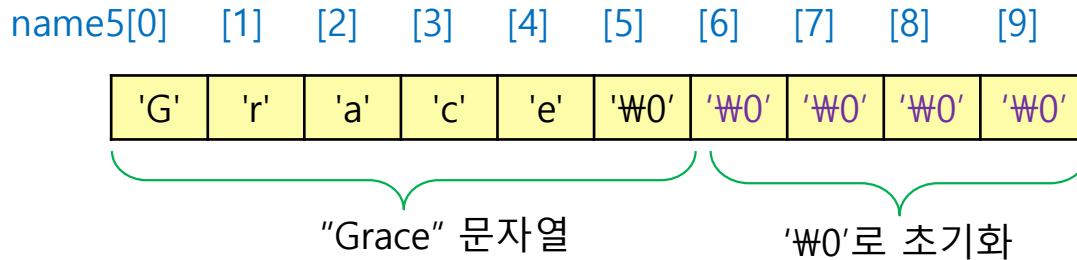 name5[0] [1] [2] [3] [4] [5] [6] [7] [8] [9]
'G' 'r' 'a' 'c' 'e' '₩0’ ‘₩0’ ‘₩0’ ‘₩0’ ‘₩0’
”Grace” 문자열 ‘₩0’로 초기화